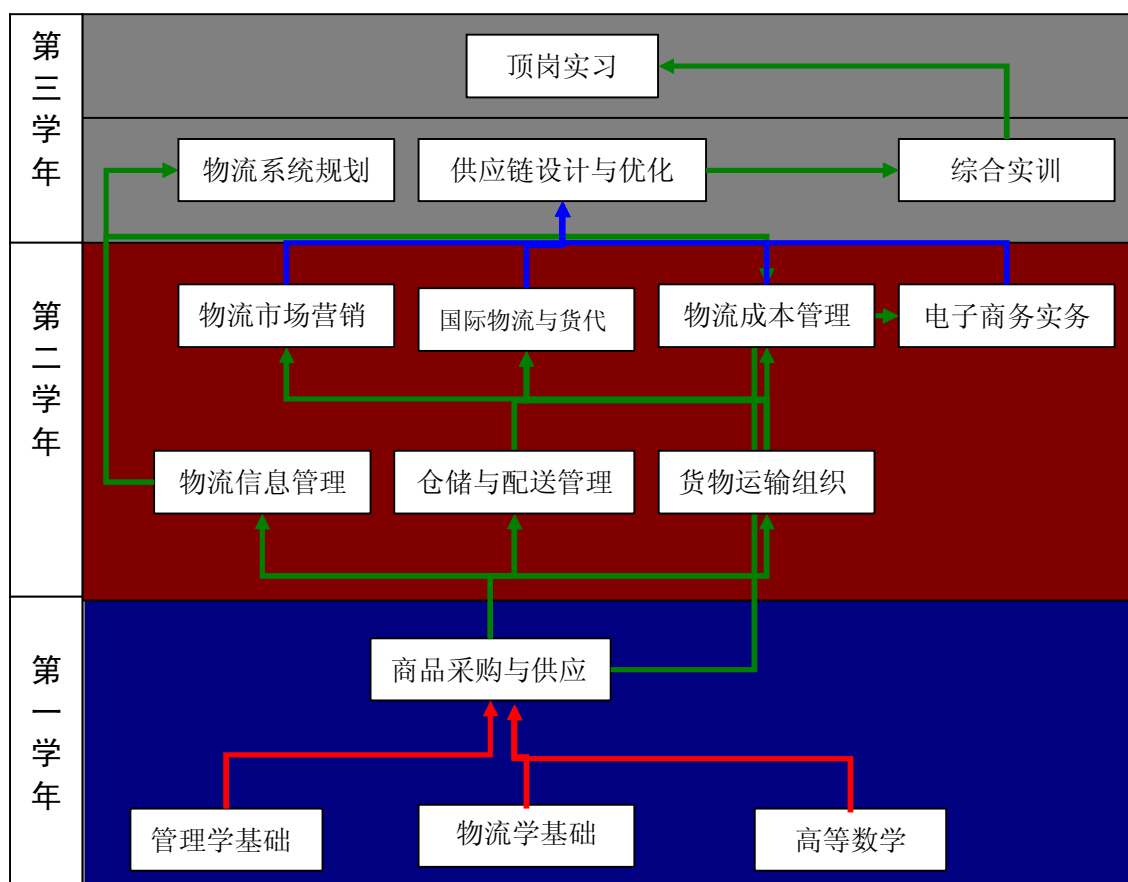 第三学年
顶岗实习
物流系统规划
供应链设计与优化
综合实训
第二学年
物流市场营销
国际物流与货代
物流成本管理
电子商务实务
物流信息管理
仓储与配送管理
货物运输组织
第一学年
商品采购与供应
管理学基础
物流学基础
高等数学